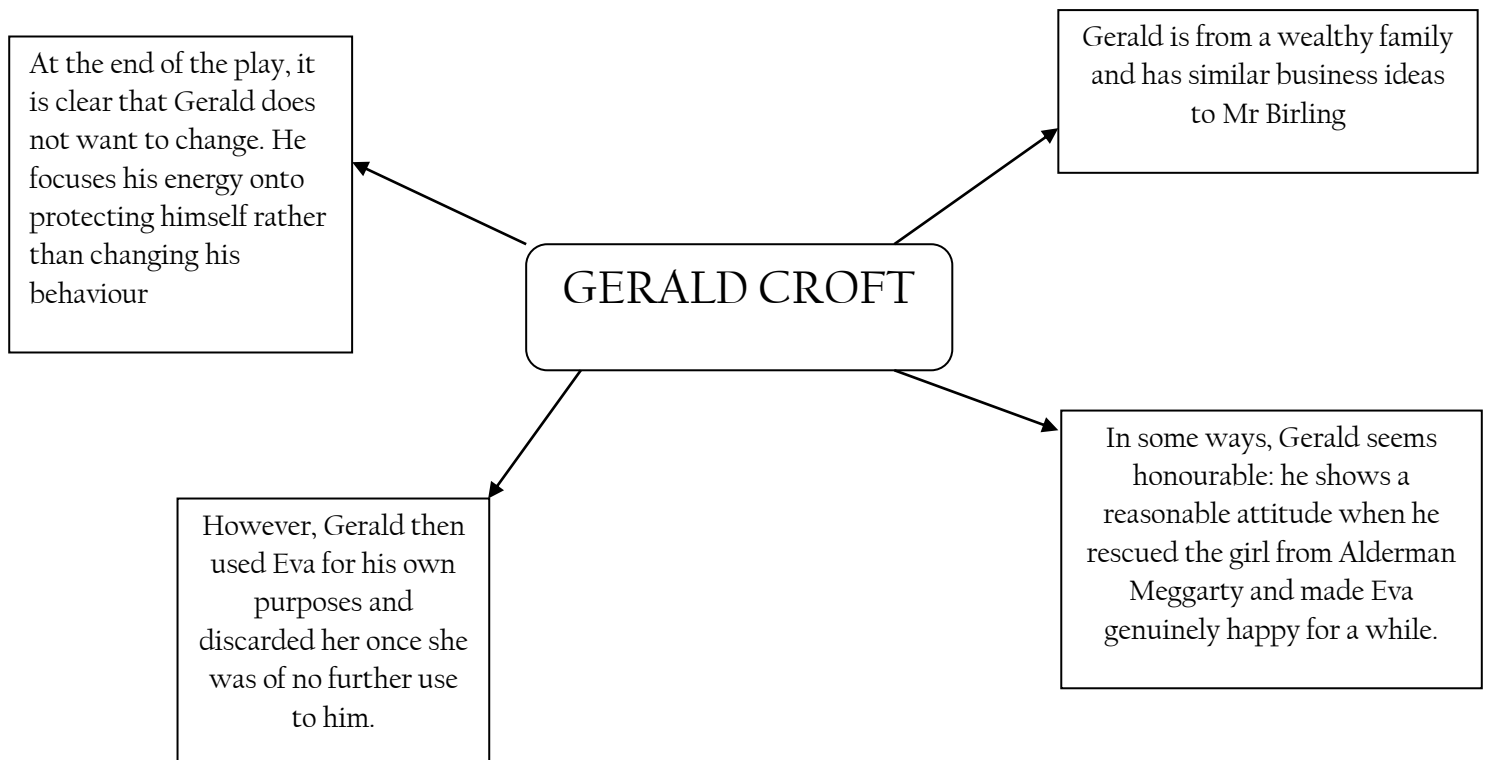 At the end of the play, it
is clear that Gerald does
not want to change. He
focuses his energy onto
protecting himself rather
than changing his
behaviour
Gerald is from a wealthy family
and has similar business ideas
to Mr Birling
GERALD CROFT
In some ways, Gerald seems
honourable: he shows a
reasonable attitude when he
rescued the girl from Alderman
Meggarty and made Eva
genuinely happy for a while.
However, Gerald then
used Eva for his own
purposes and
discarded her once she
was of no further use
to him.